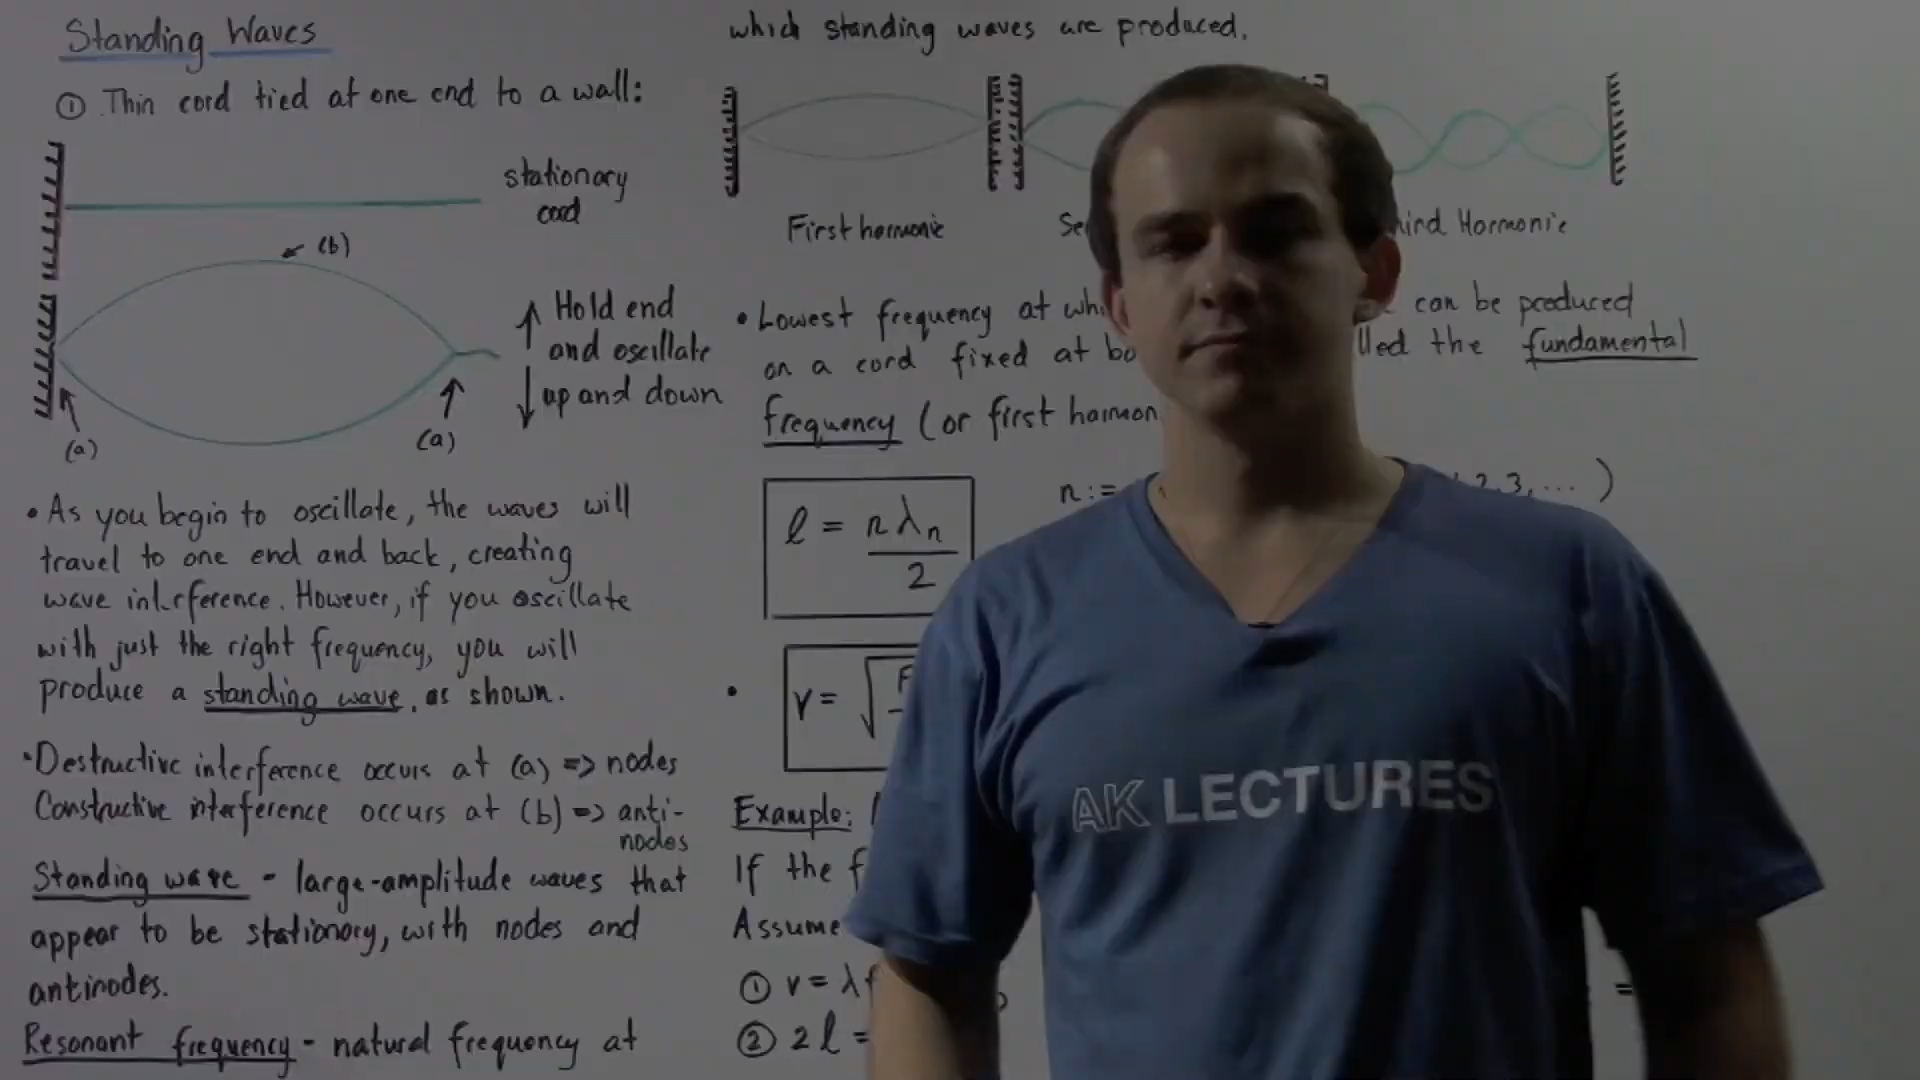 Standing Waves
① Thin cord tied at one end to a wall:
stationary
cord
(b)
Hold end
and oscillate
up and down
(a)
(a)
• As you begin to oscillate, the waves will
travel to one end and back, creating
wave interference. However, if you oscillate
with just the right frequency, you will
produce a standing wave, as shown.
• Destructive interference occurs at (a) => nodes
Constructive interference occurs at (b) => anti-
nodes
Standing wave - large-amplitude waves that
appear to be stationary, with nodes and
antinodes.
Resonant frequency - natural frequency at
which standing waves are produced.
First harmonic
Hormonic
• Lowest frequency at can be produced
on a cord fixed at the fundamental
frequency (or first
l = nλn
2
n := 2,3,... )
• v = √
Example:
If the
Assume
① v = λ
② 2l =
=
AK LECTURES